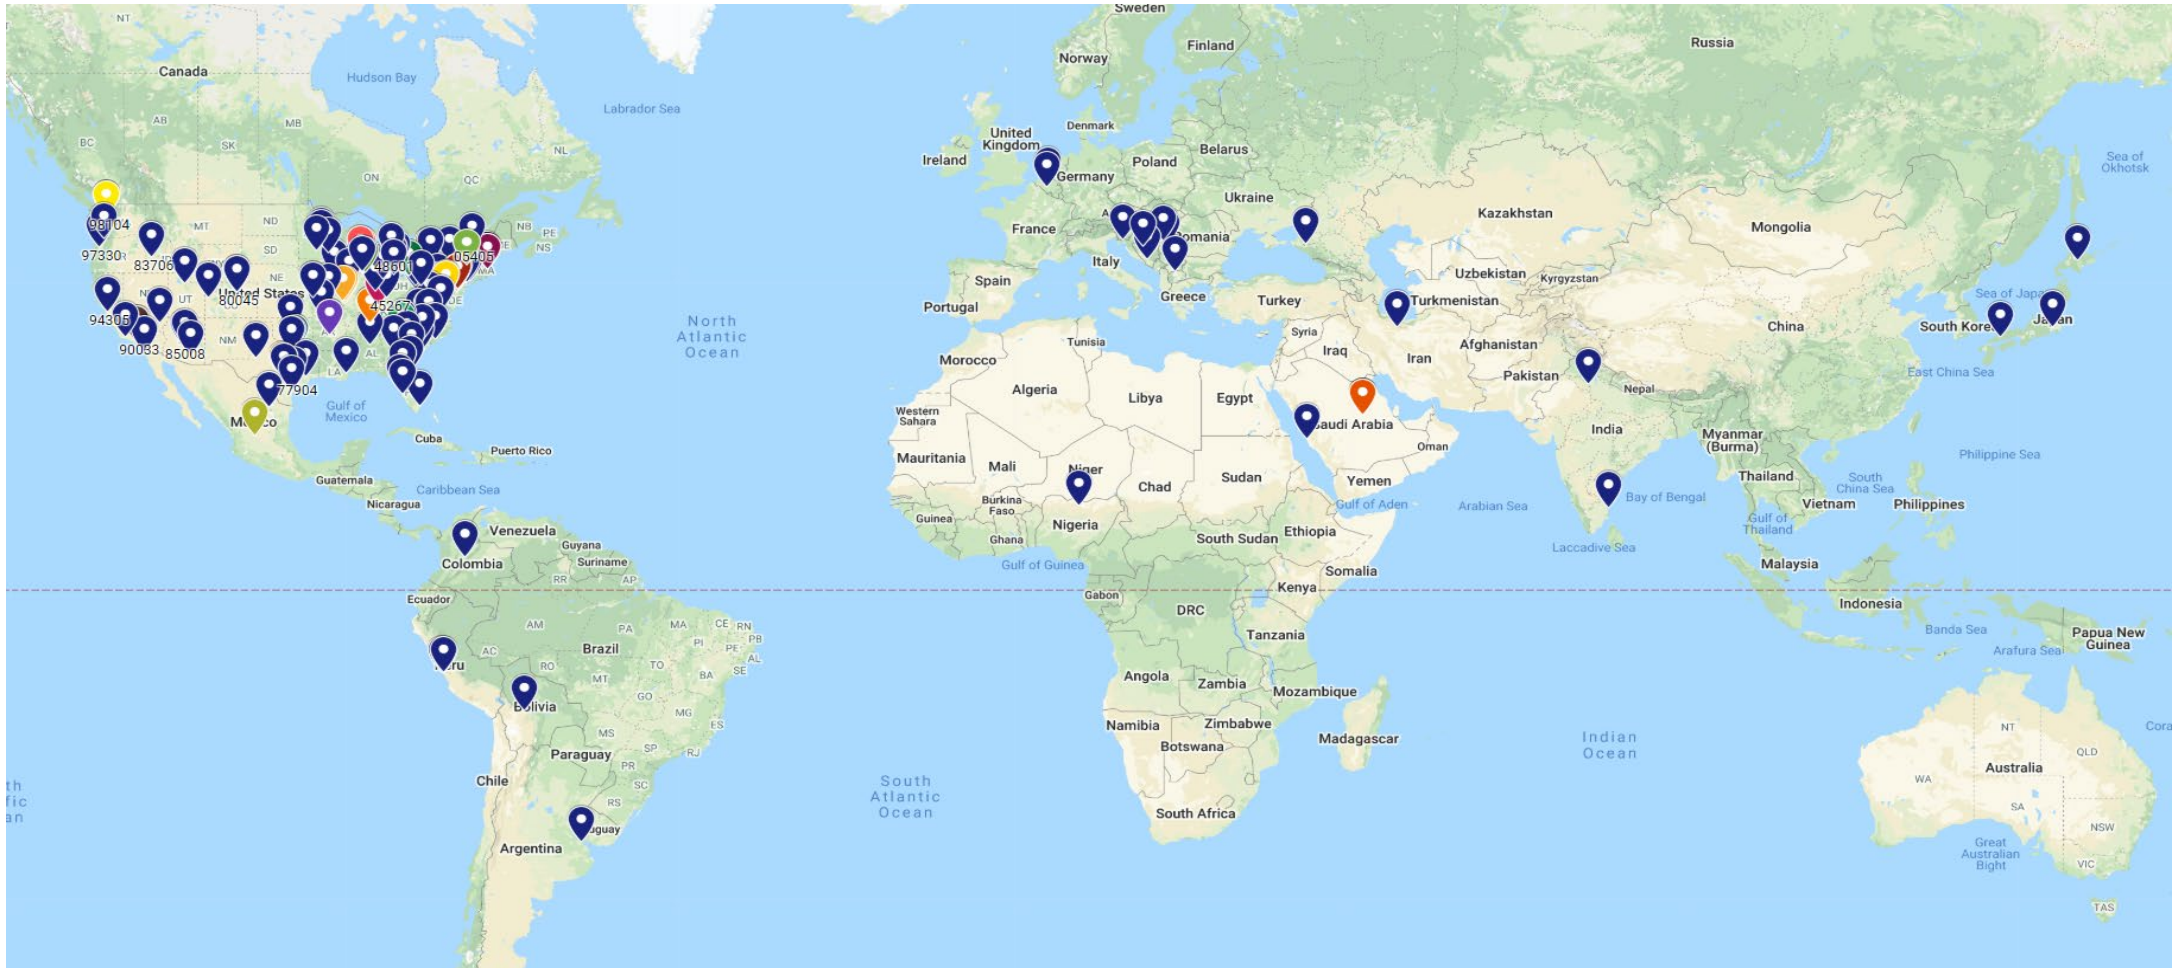 Sweden
NT
Russia
Finland
Norway
Canada
Hudson Bay
Labrador Sea
AB
MB
BC
SK
NL
ON
QC
Denmark
United
Kingdom
Ireland
Belarus
Poland
Germany
Ukraine
Sea of
Okhotsk
Kazakhstan
Mongolia
France
Romania
Italy
Spain
Portugal
Greece
Turkey
Uzbekistan
Kyrgyzstan
Turkmenistan
98104
97330
83706
MT
ND
SD
NE
NB
PE
NS
MA
DE
05405
48601
45267
80045
United States
UT
94305
90033
85008
NM
AL
LA
77904
Gulf of
Mexico
Mexico
Cuba
Puerto Rico
Guatemala
Caribbean Sea
Nicaragua
North
Atlantic
Ocean
Morocco
Tunisia
Algeria
Libya
Egypt
Western
Sahara
Mauritania
Mali
Niger
Chad
Sudan
Burkina
Faso
Guinea
Ghana
Nigeria
South Sudan
Ethiopia
Gulf of Guinea
Somalia
Kenya
Gabon
DRC
Tanzania
Syria
Iraq
Iran
Afghanistan
Pakistan
Saudi Arabia
Oman
Yemen
Gulf of Aden
Arabian Sea
India
Nepal
China
Sea of Japan
South Korea
Japan
East China Sea
Myanmar
(Burma)
Thailand
Vietnam
Bay of Bengal
Gulf of
Thailand
South
China Sea
Philippine Sea
Philippines
Laccadive Sea
Malaysia
Indonesia
Banda Sea
Arafura Sea
Papua New
Guinea
Venezuela
Guyana
Suriname
Colombia
RR
AP
Ecuador
AM
PA
MA
CE
RN
PB
PE
AL
SE
PI
Brazil
AC
RO
TO
BA
MT
GO
MG
ES
Peru
Bolivia
MS
SP
RJ
Paraguay
PR
SC
Chile
RS
Uruguay
Argentina
South
Atlantic
Ocean
Angola
Zambia
Mozambique
Namibia
Zimbabwe
Botswana
Madagascar
South Africa
Indian
Ocean
NT
QLD
Australia
WA
SA
NSW
Great
Australian
Bight
VIC
TAS